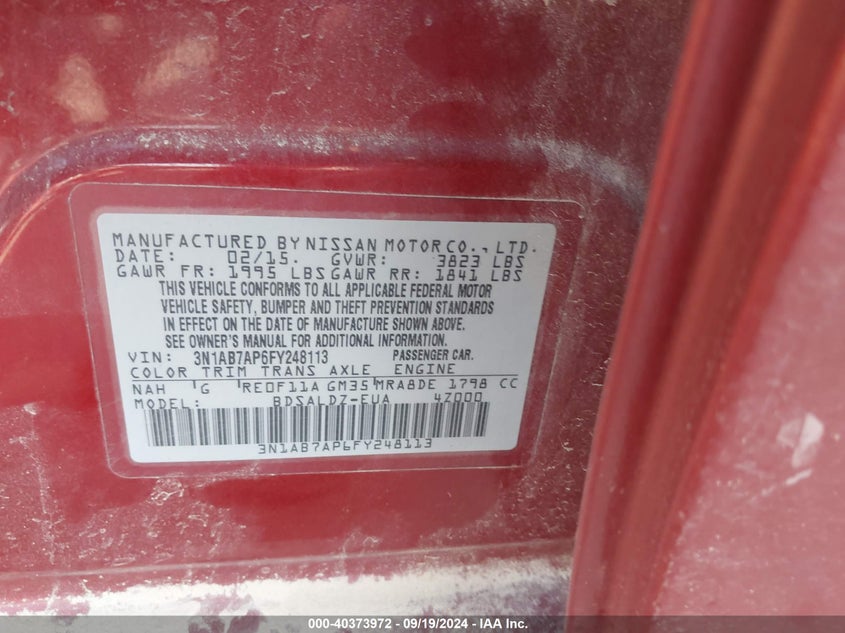 MANUFACTURED BY NISSAN MOTOR CO., LTD.
DATE: 02/15. GVWR: 3823 LBS
GAWR FR: 1995 LBS GAWR RR: 1841 LBS
THIS VEHICLE CONFORMS TO ALL APPLICABLE FEDERAL MOTOR
VEHICLE SAFETY, BUMPER AND THEFT PREVENTION STANDARDS
IN EFFECT ON THE DATE OF MANUFACTURE SHOWN ABOVE.
SEE OWNER'S MANUAL FOR ADDITIONAL INFORMATION.
VIN: 3N1AB7AP6FY248113 PASSENGER CAR.
COLOR TRIM TRANS AXLE ENGINE
NAH G RE0F11A GM35 MRA8DE 1798 CC
MODEL: BDSALDZ-EUA 4Z000
3N1AB7AP6FY248113
000-40373972 - 09/19/2024 - IAA Inc.